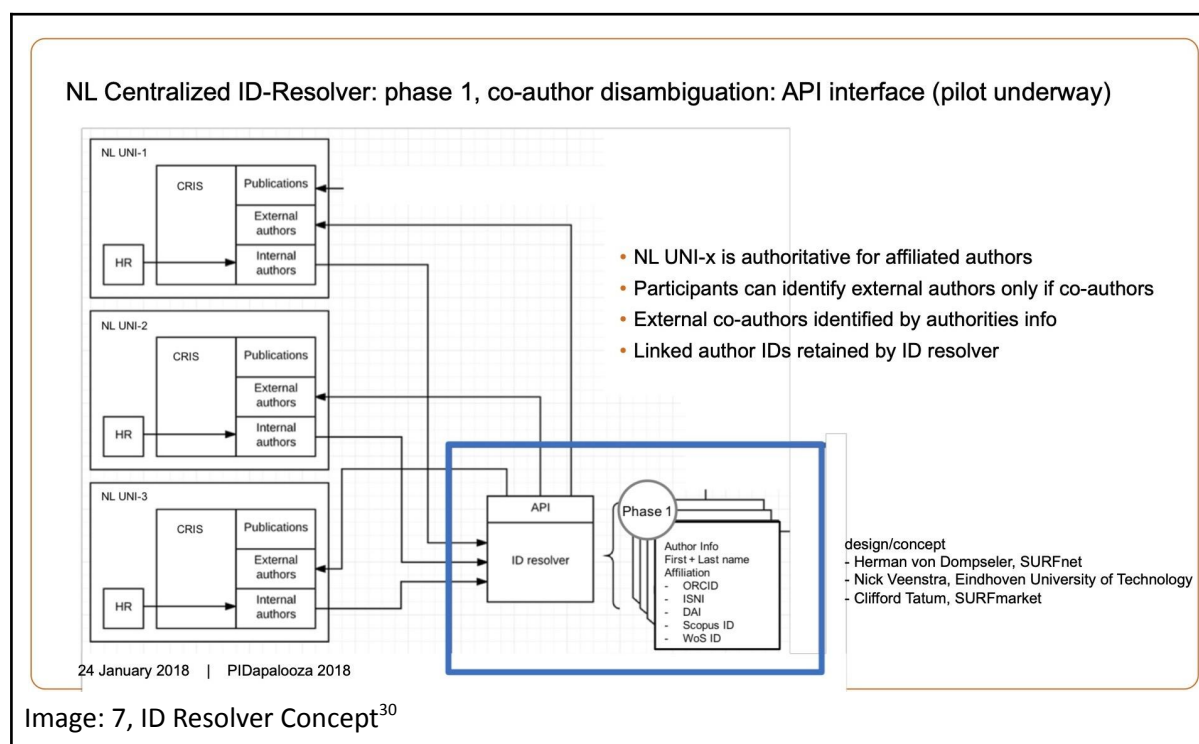 NL Centralized ID-Resolver: phase 1, co-author disambiguation: API interface (pilot underway)
NL UNI-1
CRIS
Publications
External
authors
Internal
authors
HR
NL UNI-2
CRIS
Publications
External
authors
Internal
authors
HR
NL UNI-3
CRIS
Publications
External
authors
Internal
authors
HR
• NL UNI-x is authoritative for affiliated authors
• Participants can identify external authors only if co-authors
• External co-authors identified by authorities info
• Linked author IDs retained by ID resolver
API
ID resolver
Phase 1
Author Info
First + Last name
Affiliation
- ORCID
- ISNI
- DAI
- Scopus ID
- WoS ID
design/concept
- Herman von Dompseler, SURFnet
- Nick Veenstra, Eindhoven University of Technology
- Clifford Tatum, SURFmarket
24 January 2018 | PIDapalooza 2018
Image: 7, ID Resolver Concept30